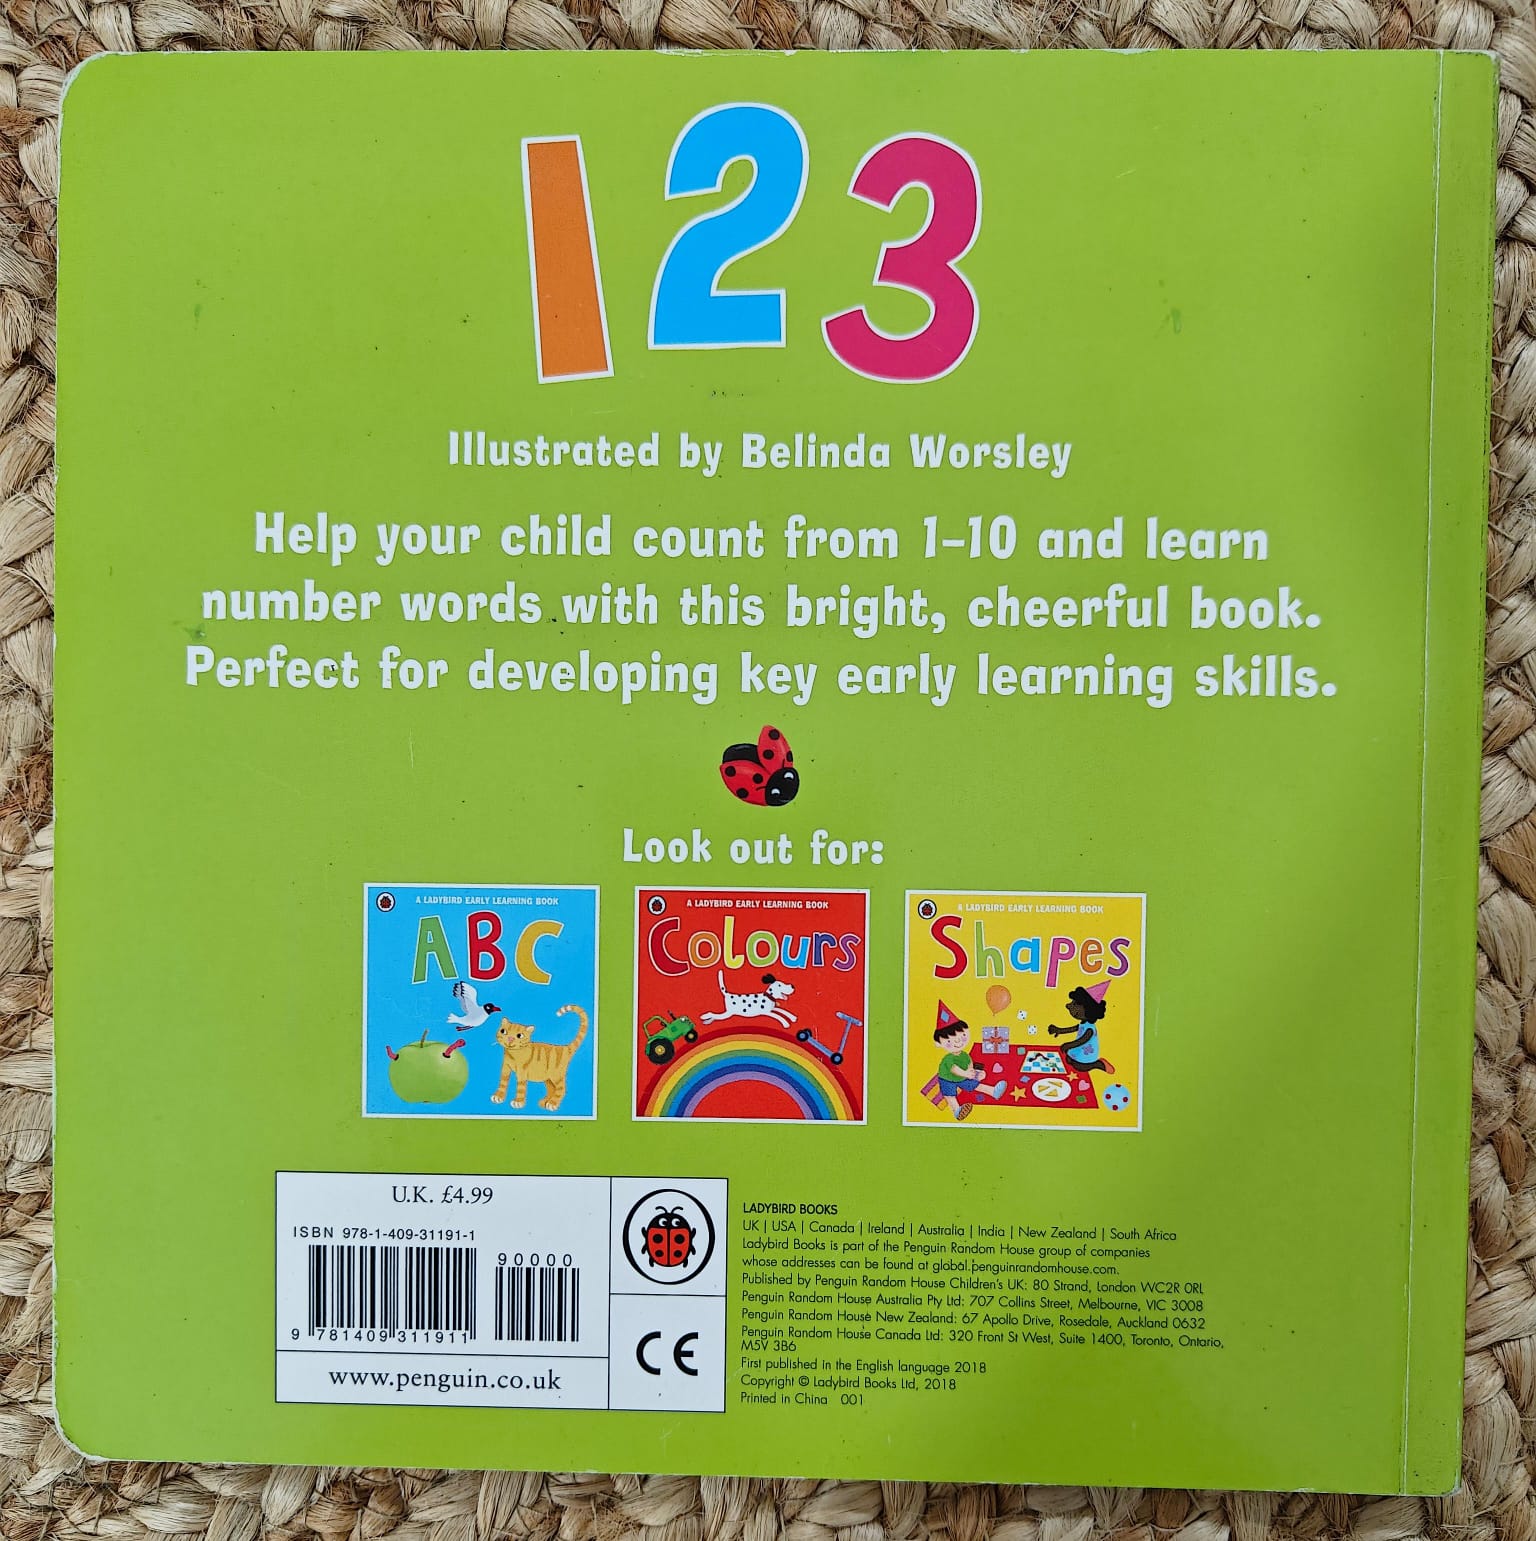 1 2 3
Illustrated by Belinda Worsley
Help your child count from 1–10 and learn
number words with this bright, cheerful book.
Perfect for developing key early learning skills.
Look out for:
A LADYBIRD EARLY LEARNING BOOK
ABC
A LADYBIRD EARLY LEARNING BOOK
Colours
A LADYBIRD EARLY LEARNING BOOK
Shapes
U.K. £4.99
ISBN 978-1-409-31191-1
90000
9 781409 311911
www.penguin.co.uk
CE
LADYBIRD BOOKS
UK | USA | Canada | Ireland | Australia | India | New Zealand | South Africa
Ladybird Books is part of the Penguin Random House group of companies
whose addresses can be found at global.penguinrandomhouse.com.
Published by Penguin Random House Children's UK: 80 Strand, London WC2R 0RL
Penguin Random House Australia Pty Ltd: 707 Collins Street, Melbourne, VIC 3008
Penguin Random House New Zealand: 67 Apollo Drive, Rosedale, Auckland 0632
Penguin Random House Canada Ltd: 320 Front St West, Suite 1400, Toronto, Ontario,
M5V 3B6
First published in the English language 2018
Copyright © Ladybird Books Ltd, 2018
Printed in China 001